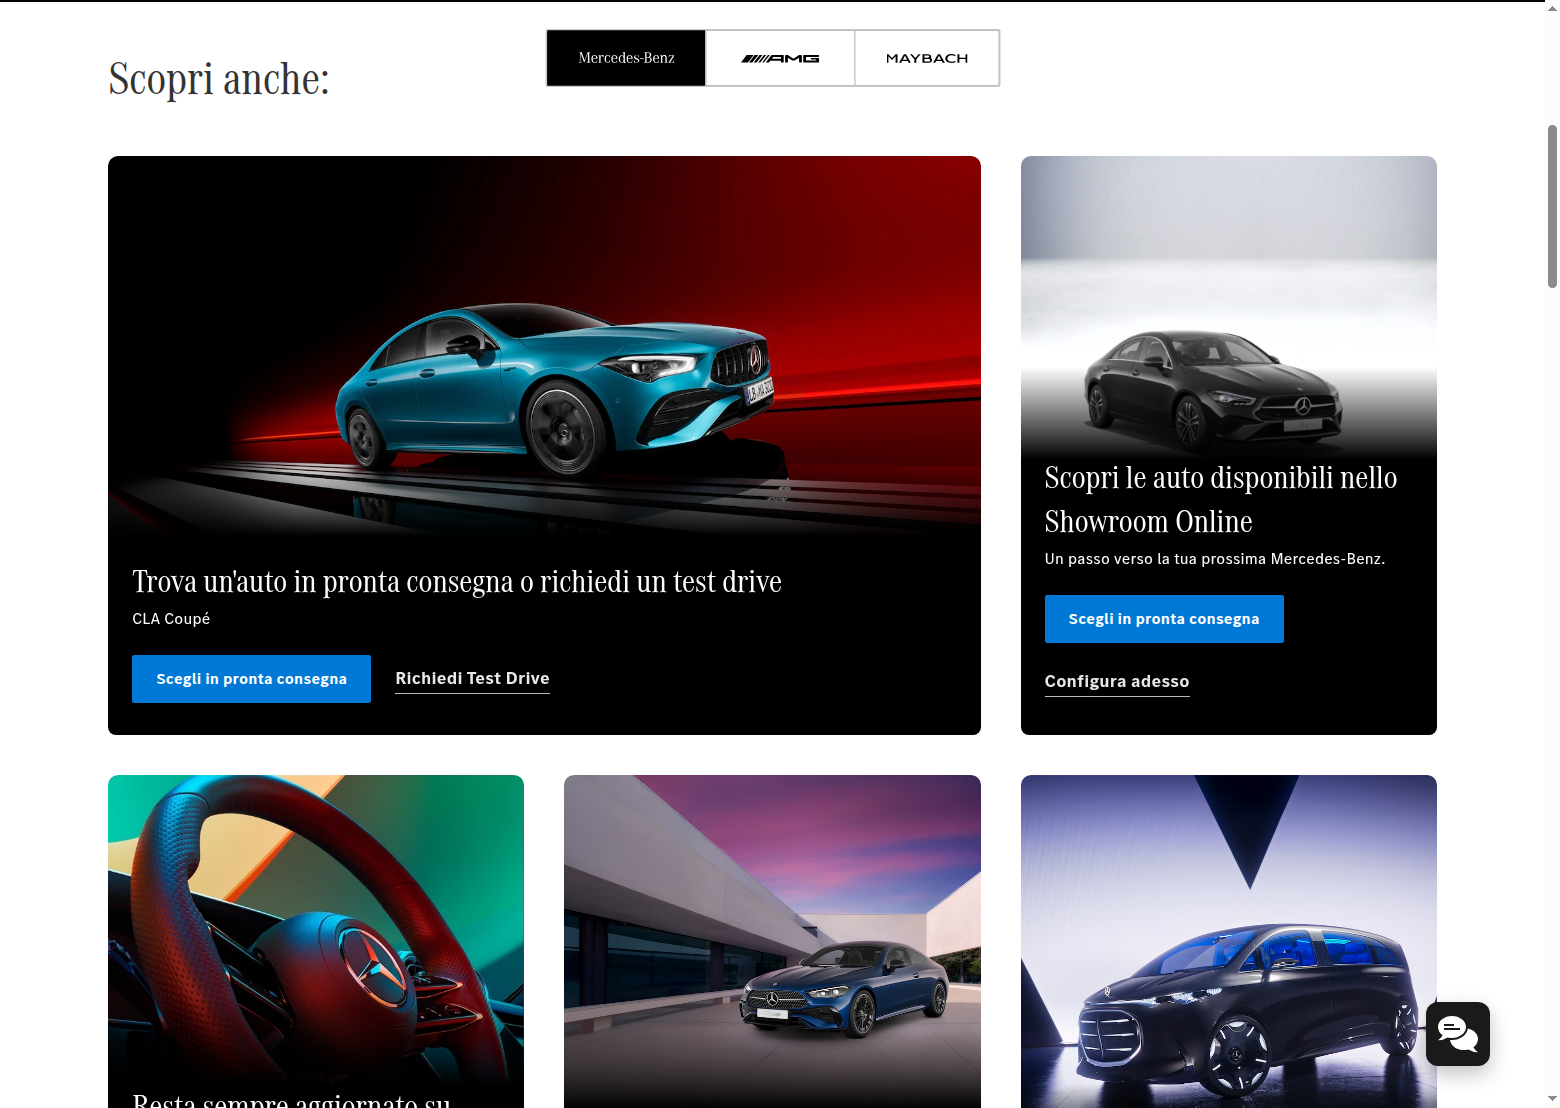 Mercedes-Benz
AMG
MAYBACH
Scopri anche:
Trova un'auto in pronta consegna o richiedi un test drive
CLA Coupé
Scegli in pronta consegna
Richiedi Test Drive
Scopri le auto disponibili nello
Showroom Online
Un passo verso la tua prossima Mercedes-Benz.
Scegli in pronta consegna
Configura adesso
Resta sempre aggiornato su